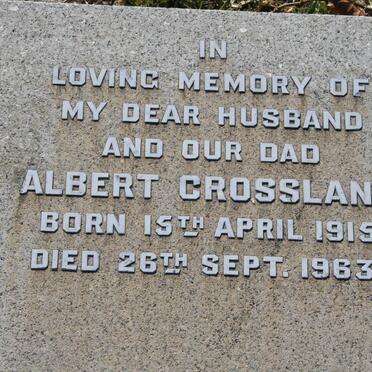 IN
LOVING MEMORY OF
MY DEAR HUSBAND
AND OUR DAD
ALBERT CROSSLAN
BORN 15TH APRIL 1919
DIED 26TH SEPT. 1963